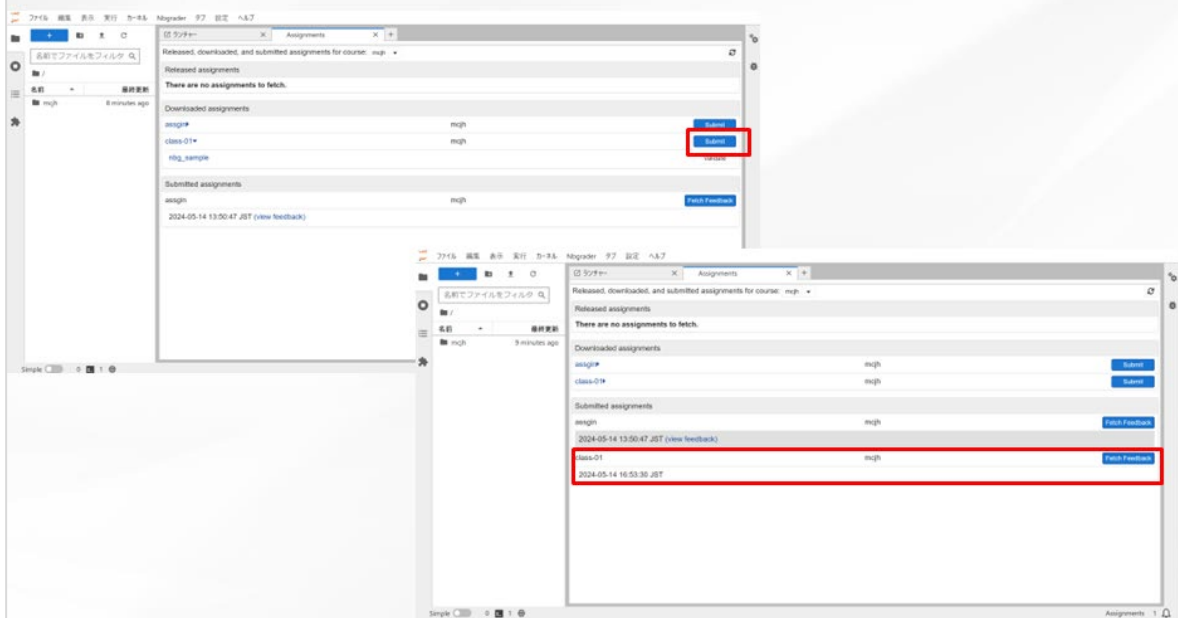 ファイル 編集 表示 実行 カーネル Nbgrader タブ 設定 ヘルプ
ランチャー × Assignments × +
名前でファイルをフィルタ
Released, downloaded, and submitted assignments for course: mcjh
/
Released assignments
名前 最終更新
There are no assignments to fetch.
mcjh 8 minutes ago
Downloaded assignments
assgin mcjh Submit
class-01 mcjh Submit
nbg_sample Validate
Submitted assignments
assgin mcjh Fetch Feedback
2024-05-14 13:50:47 JST (view feedback)
Simple 0 1
ファイル 編集 表示 実行 カーネル Nbgrader タブ 設定 ヘルプ
ランチャー × Assignments × +
名前でファイルをフィルタ
Released, downloaded, and submitted assignments for course: mcjh
/
Released assignments
名前 最終更新
There are no assignments to fetch.
mcjh 9 minutes ago
Downloaded assignments
assgin mcjh Submit
class-01 mcjh Submit
Submitted assignments
assgin mcjh Fetch Feedback
2024-05-14 13:50:47 JST (view feedback)
class-01 mcjh Fetch Feedback
2024-05-14 16:53:30 JST
Simple 0 1 Assignments 1